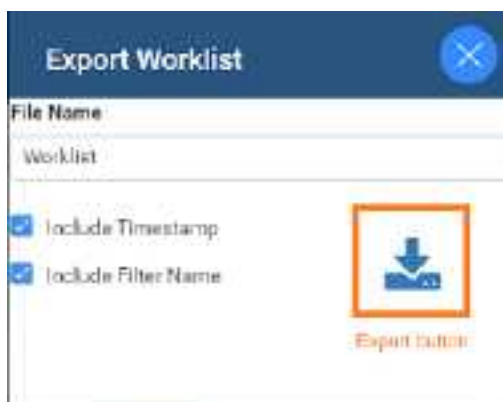 Export Worklist
File Name
Worklist
Include Timestamp
Include Filter Name
Export button